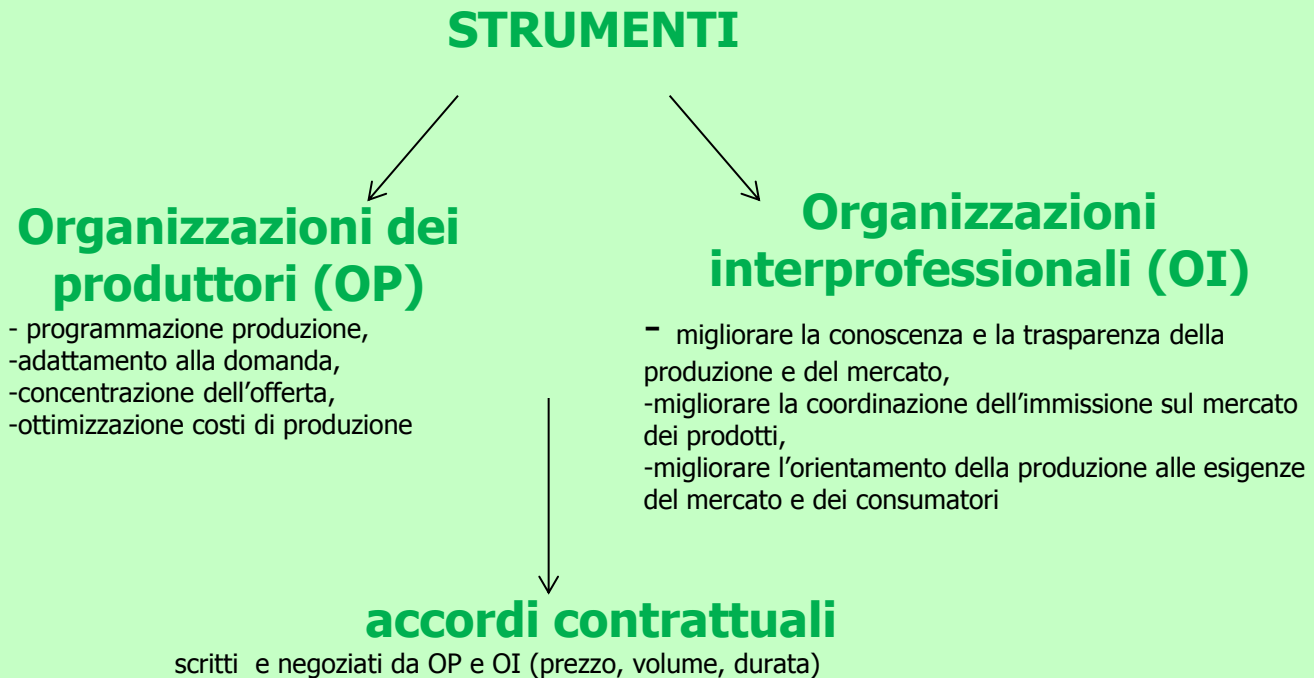 STRUMENTI
Organizzazioni dei
produttori (OP)
- programmazione produzione,
-adattamento alla domanda,
-concentrazione dell’offerta,
-ottimizzazione costi di produzione
Organizzazioni
interprofessionali (OI)
- migliorare la conoscenza e la trasparenza della
produzione e del mercato,
-migliorare la coordinazione dell’immissione sul mercato
dei prodotti,
-migliorare l’orientamento della produzione alle esigenze
del mercato e dei consumatori
accordi contrattuali
scritti e negoziati da OP e OI (prezzo, volume, durata)